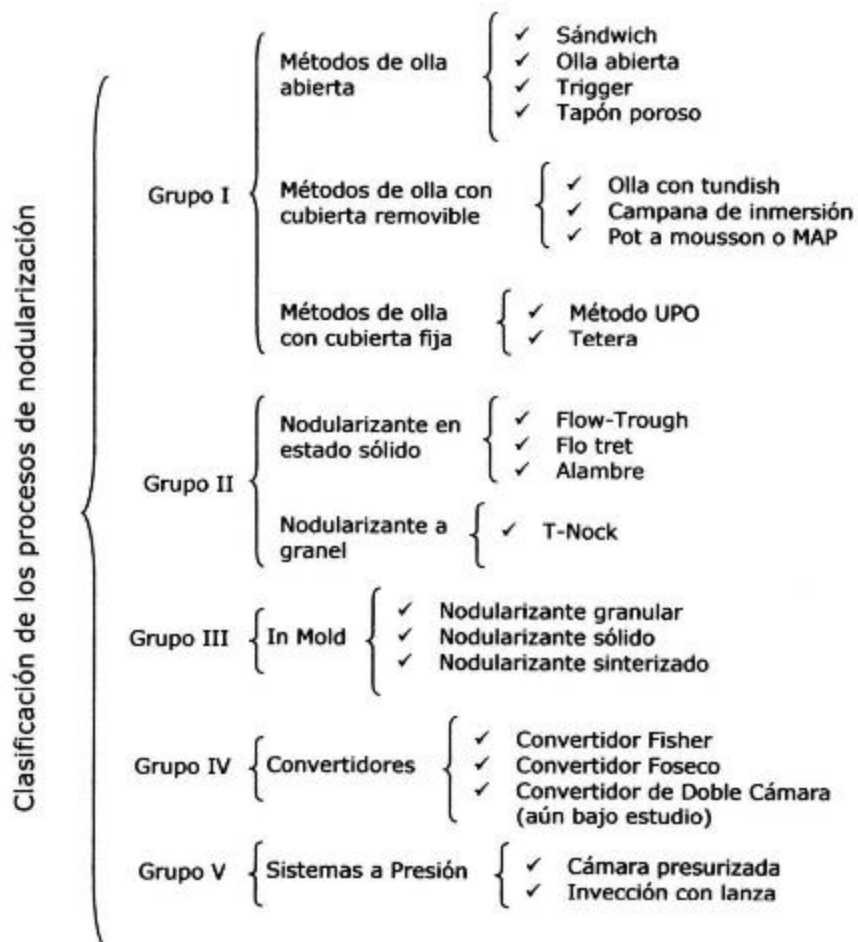 Clasificación de los procesos de nodularización
Grupo I
Métodos de olla
abierta
✓ Sándwich
✓ Olla abierta
✓ Trigger
✓ Tapón poroso
Métodos de olla con
cubierta removible
✓ Olla con tundish
✓ Campana de inmersión
✓ Pot a mousson o MAP
Métodos de olla
con cubierta fija
✓ Método UPO
✓ Tetera
Grupo II
Nodularizante en
estado sólido
✓ Flow-Trough
✓ Flo tret
✓ Alambre
Nodularizante a
granel
✓ T-Nock
Grupo III
In Mold
✓ Nodularizante granular
✓ Nodularizante sólido
✓ Nodularizante sinterizado
Grupo IV
Convertidores
✓ Convertidor Fisher
✓ Convertidor Foseco
✓ Convertidor de Doble Cámara
(aún bajo estudio)
Grupo V
Sistemas a Presión
✓ Cámara presurizada
✓ Invección con lanza